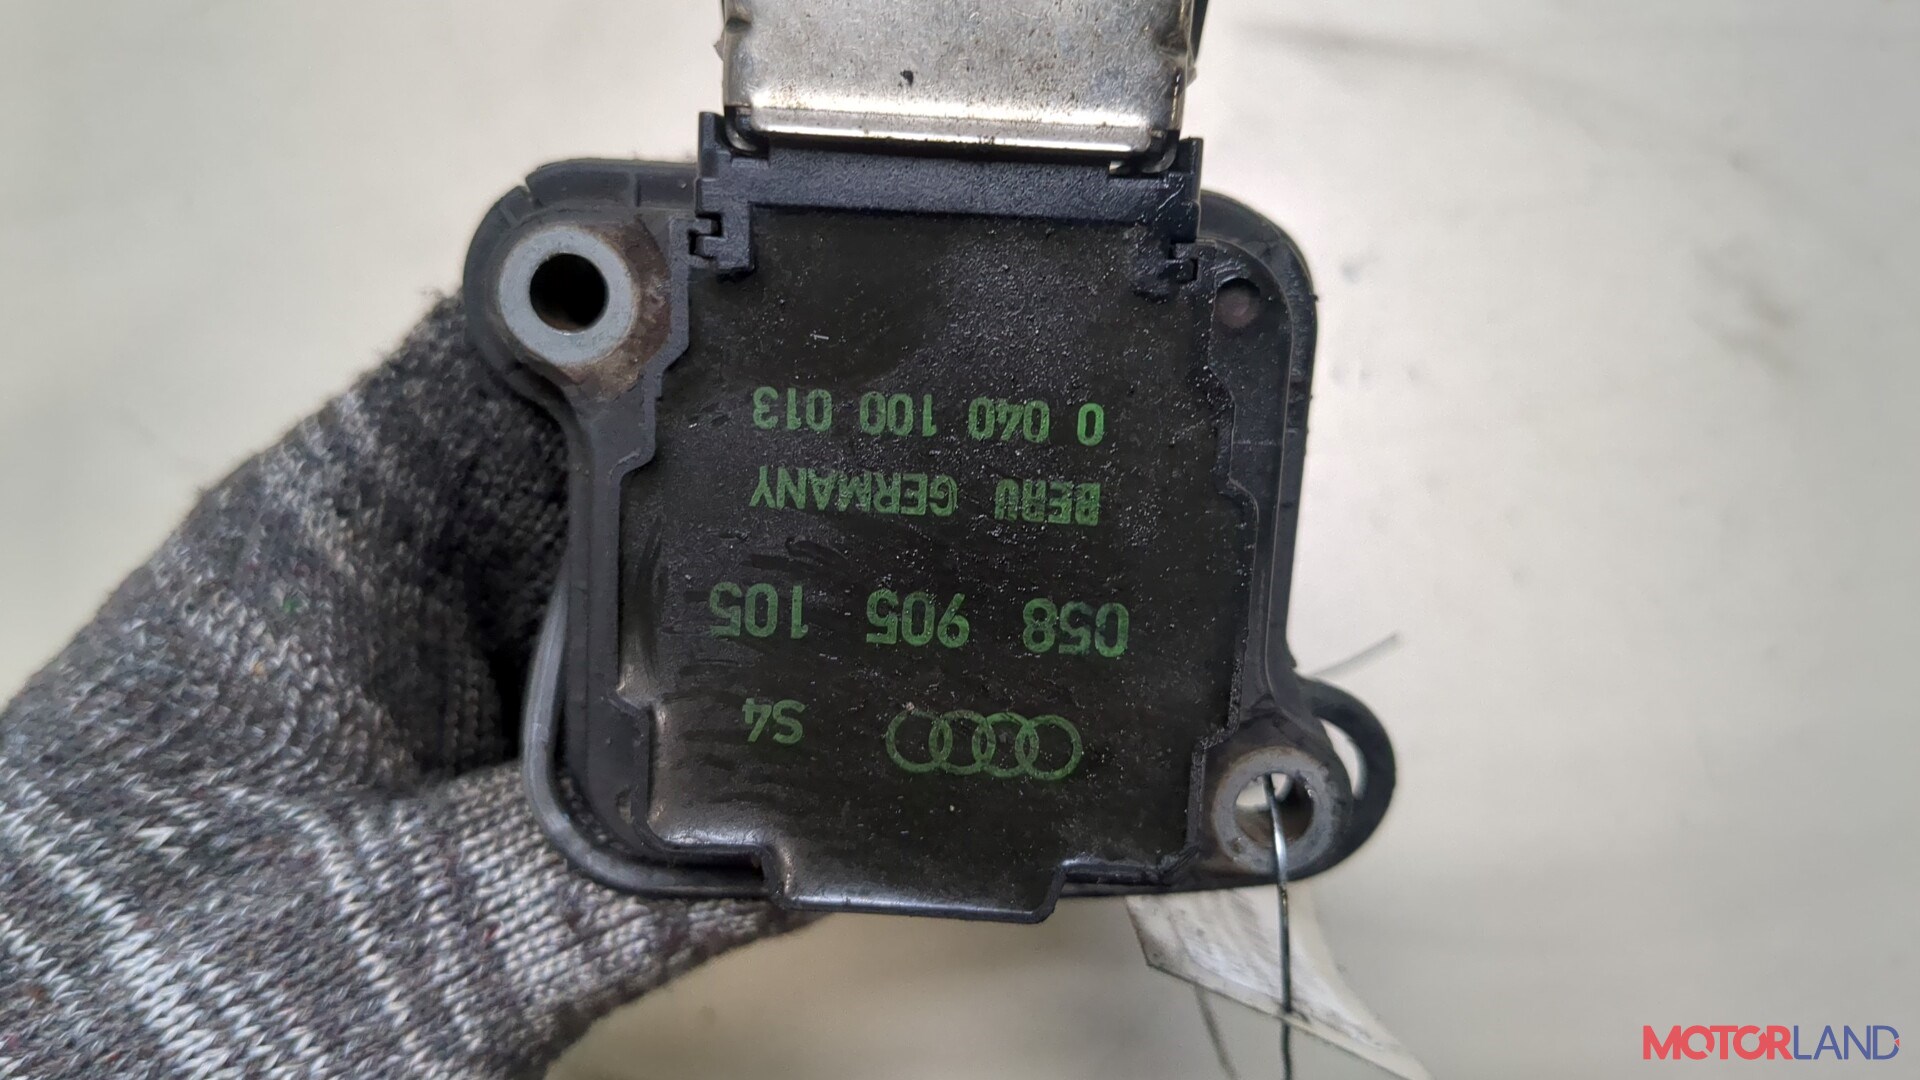 S4
058 905 105
BERU GERMANY
0 040 100 013
MOTORLAND